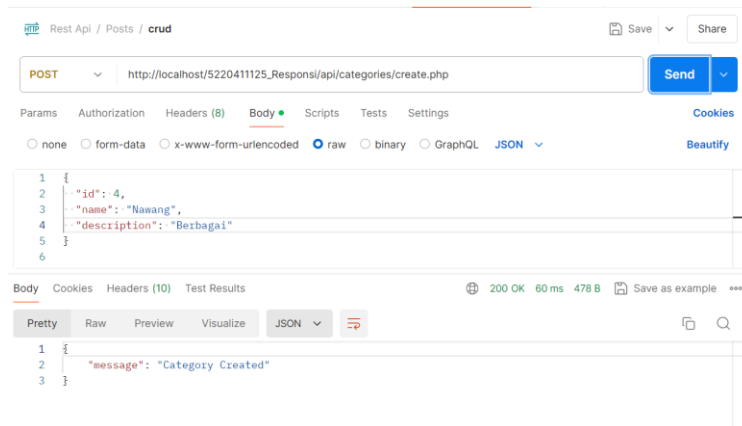 HTTP Rest Api / Posts / crud Save Share
POST http://localhost/5220411125_Responsi/api/categories/create.php Send
Params Authorization Headers (8) Body Scripts Tests Settings Cookies
none form-data x-www-form-urlencoded raw binary GraphQL JSON Beautify
1 {
2 "id": 4,
3 "name": "Nawang",
4 "description": "Berbagai"
5 }
6
Body Cookies Headers (10) Test Results 200 OK 60 ms 478 B Save as example
Pretty Raw Preview Visualize JSON
1 {
2 "message": "Category Created"
3 }